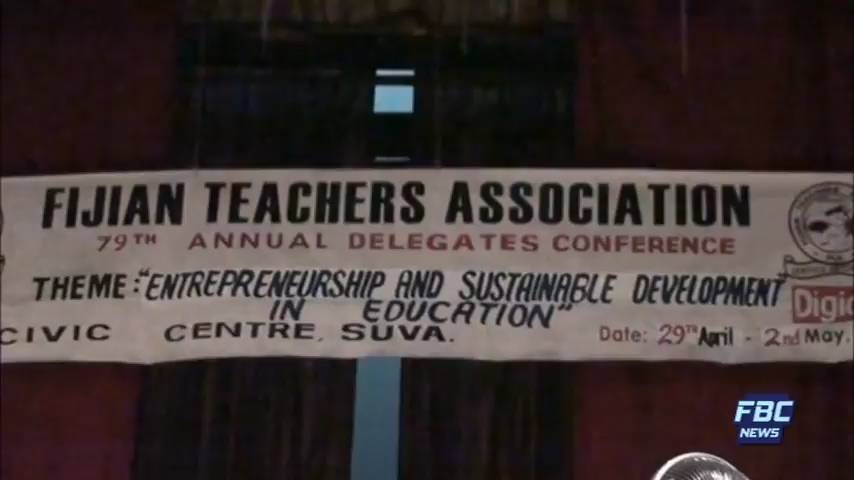 FIJIAN TEACHERS ASSOCIATION
79TH ANNUAL DELEGATES CONFERENCE
THEME: "ENTREPRENEURSHIP AND SUSTAINABLE DEVELOPMENT
IN EDUCATION"
CIVIC CENTRE, SUVA.
Date: 29TH April - 2nd May.
Digic
FBC
NEWS